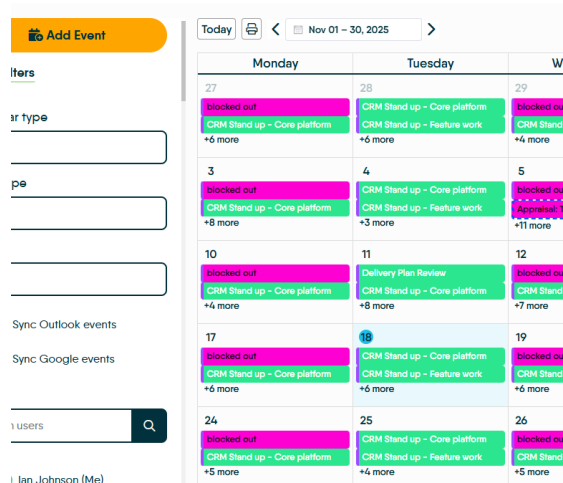 Add Event
lters
ar type
pe
Sync Outlook events
Sync Google events
n users
Jan Johnson (Me)
Today
Nov 01 – 30, 2025
Monday Tuesday W
27 28 29
blocked out CRM Stand up - Core platform blocked ou
CRM Stand up - Core platform CRM Stand up - Feature work CRM Stand
+6 more +6 more +4 more
3 4 5
blocked out CRM Stand up - Core platform blocked ou
CRM Stand up - Core platform CRM Stand up - Feature work Appraisal: 1
+8 more +3 more +11 more
10 11 12
blocked out Delivery Plan Review blocked ou
CRM Stand up - Core platform CRM Stand up - Core platform CRM Stand
+4 more +8 more +7 more
17 18 19
blocked out CRM Stand up - Core platform blocked ou
CRM Stand up - Core platform CRM Stand up - Feature work CRM Stand
+6 more +6 more +6 more
24 25 26
blocked out CRM Stand up - Core platform blocked ou
CRM Stand up - Core platform CRM Stand up - Feature work CRM Stand
+5 more +4 more +5 more